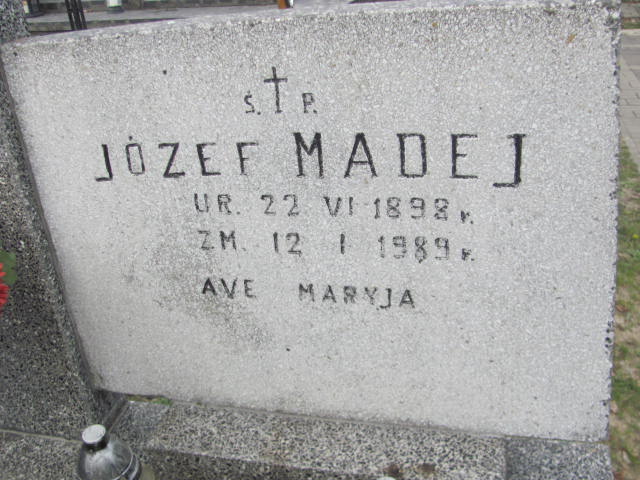 Ś. † P.
JÓZEF MADEJ
UR. 22 VI 1898 r.
ZM. 12 I 1989 r.
AVE MARYJA